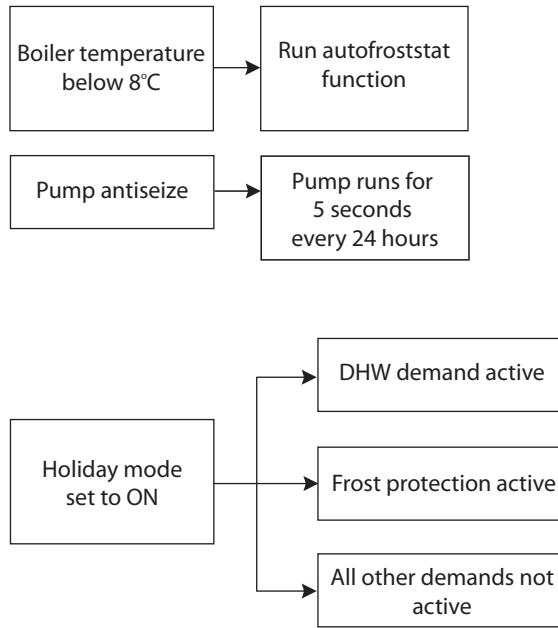 Boiler temperature
below 8°C
Run autofroststat
function
Pump antiseize
Pump runs for
5 seconds
every 24 hours
Holiday mode
set to ON
DHW demand active
Frost protection active
All other demands not
active